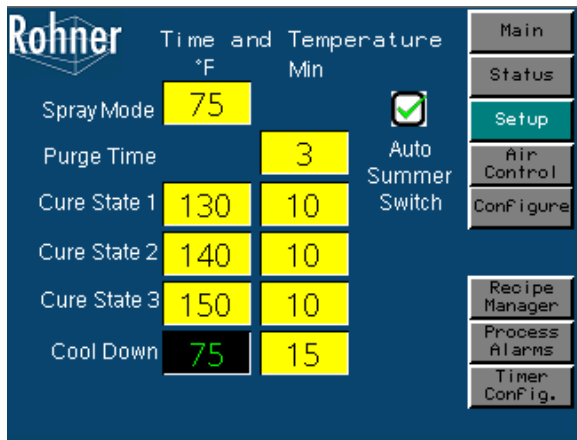 Rohner
Time and Temperature
°F Min
Spray Mode 75
Purge Time 3
Auto
Summer
Switch
Cure State 1 130 10
Cure State 2 140 10
Cure State 3 150 10
Cool Down 75 15
Main
Status
Setup
Air
Control
Configure
Recipe
Manager
Process
Alarms
Timer
Config.